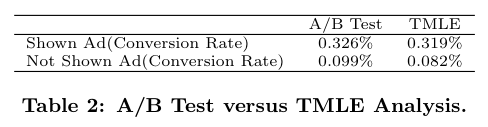 A/B Test TMLE
Shown Ad(Conversion Rate) 0.326% 0.319%
Not Shown Ad(Conversion Rate) 0.099% 0.082%
Table 2: A/B Test versus TMLE Analysis.